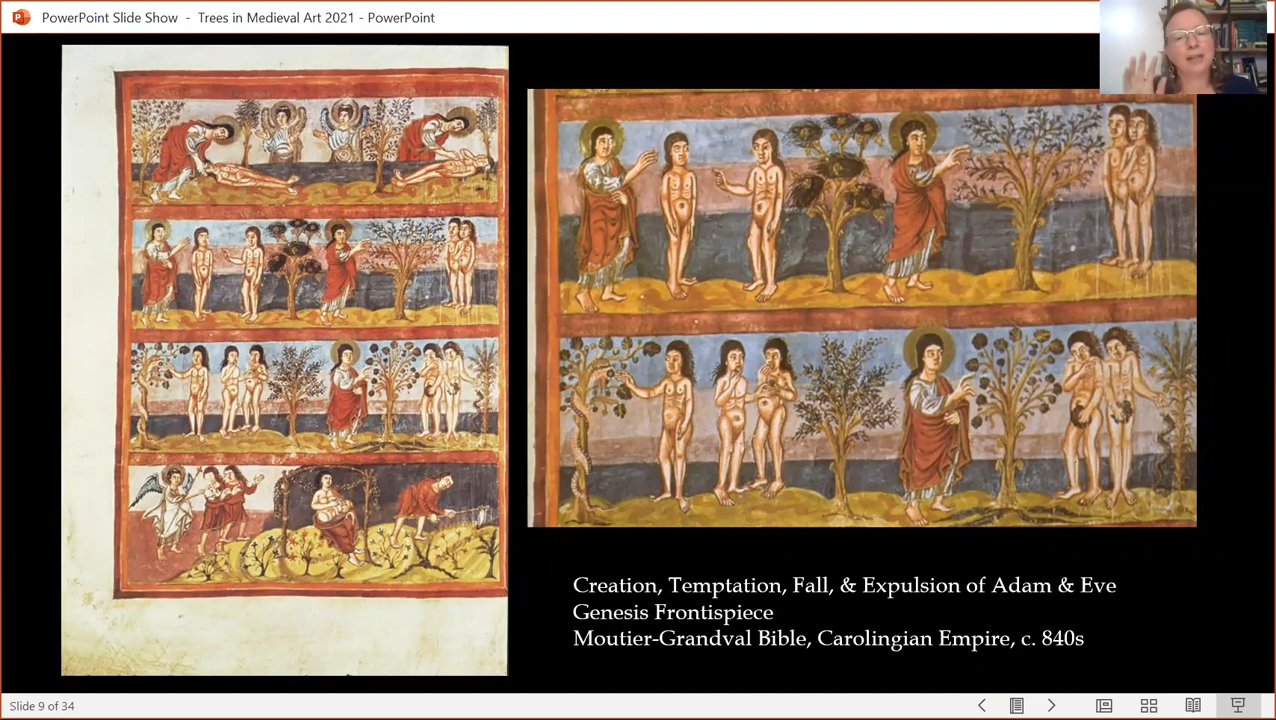 PowerPoint Slide Show - Trees in Medieval Art 2021 - PowerPoint
Creation, Temptation, Fall, & Expulsion of Adam & Eve
Genesis Frontispiece
Moutier-Grandval Bible, Carolingian Empire, c. 840s
Slide 9 of 34